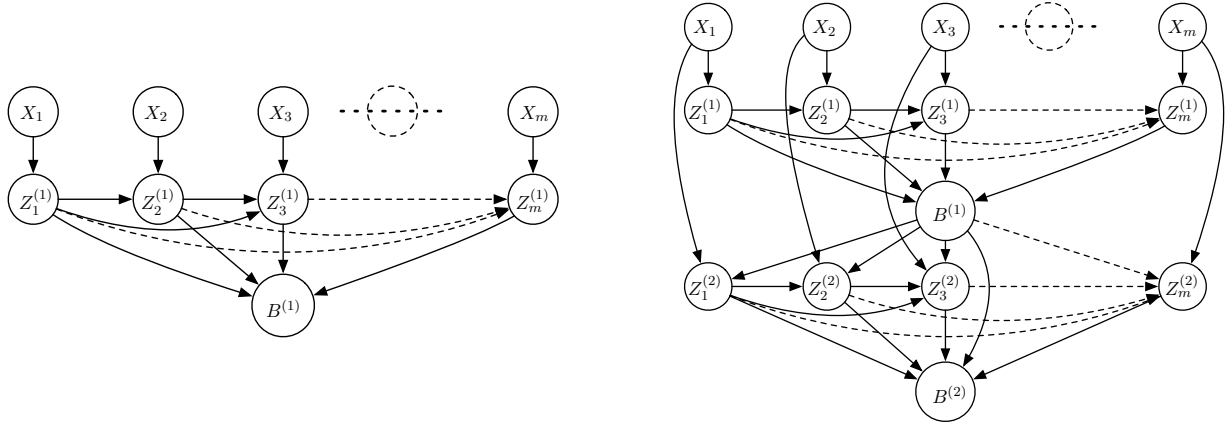 X₁ X₂ X₃ Xₘ
Z₁⁽¹⁾ Z₂⁽¹⁾ Z₃⁽¹⁾ Zₘ⁽¹⁾
B⁽¹⁾
X₁ X₂ X₃ Xₘ
Z₁⁽¹⁾ Z₂⁽¹⁾ Z₃⁽¹⁾ Zₘ⁽¹⁾
B⁽¹⁾
Z₁⁽²⁾ Z₂⁽²⁾ Z₃⁽²⁾ Zₘ⁽²⁾
B⁽²⁾